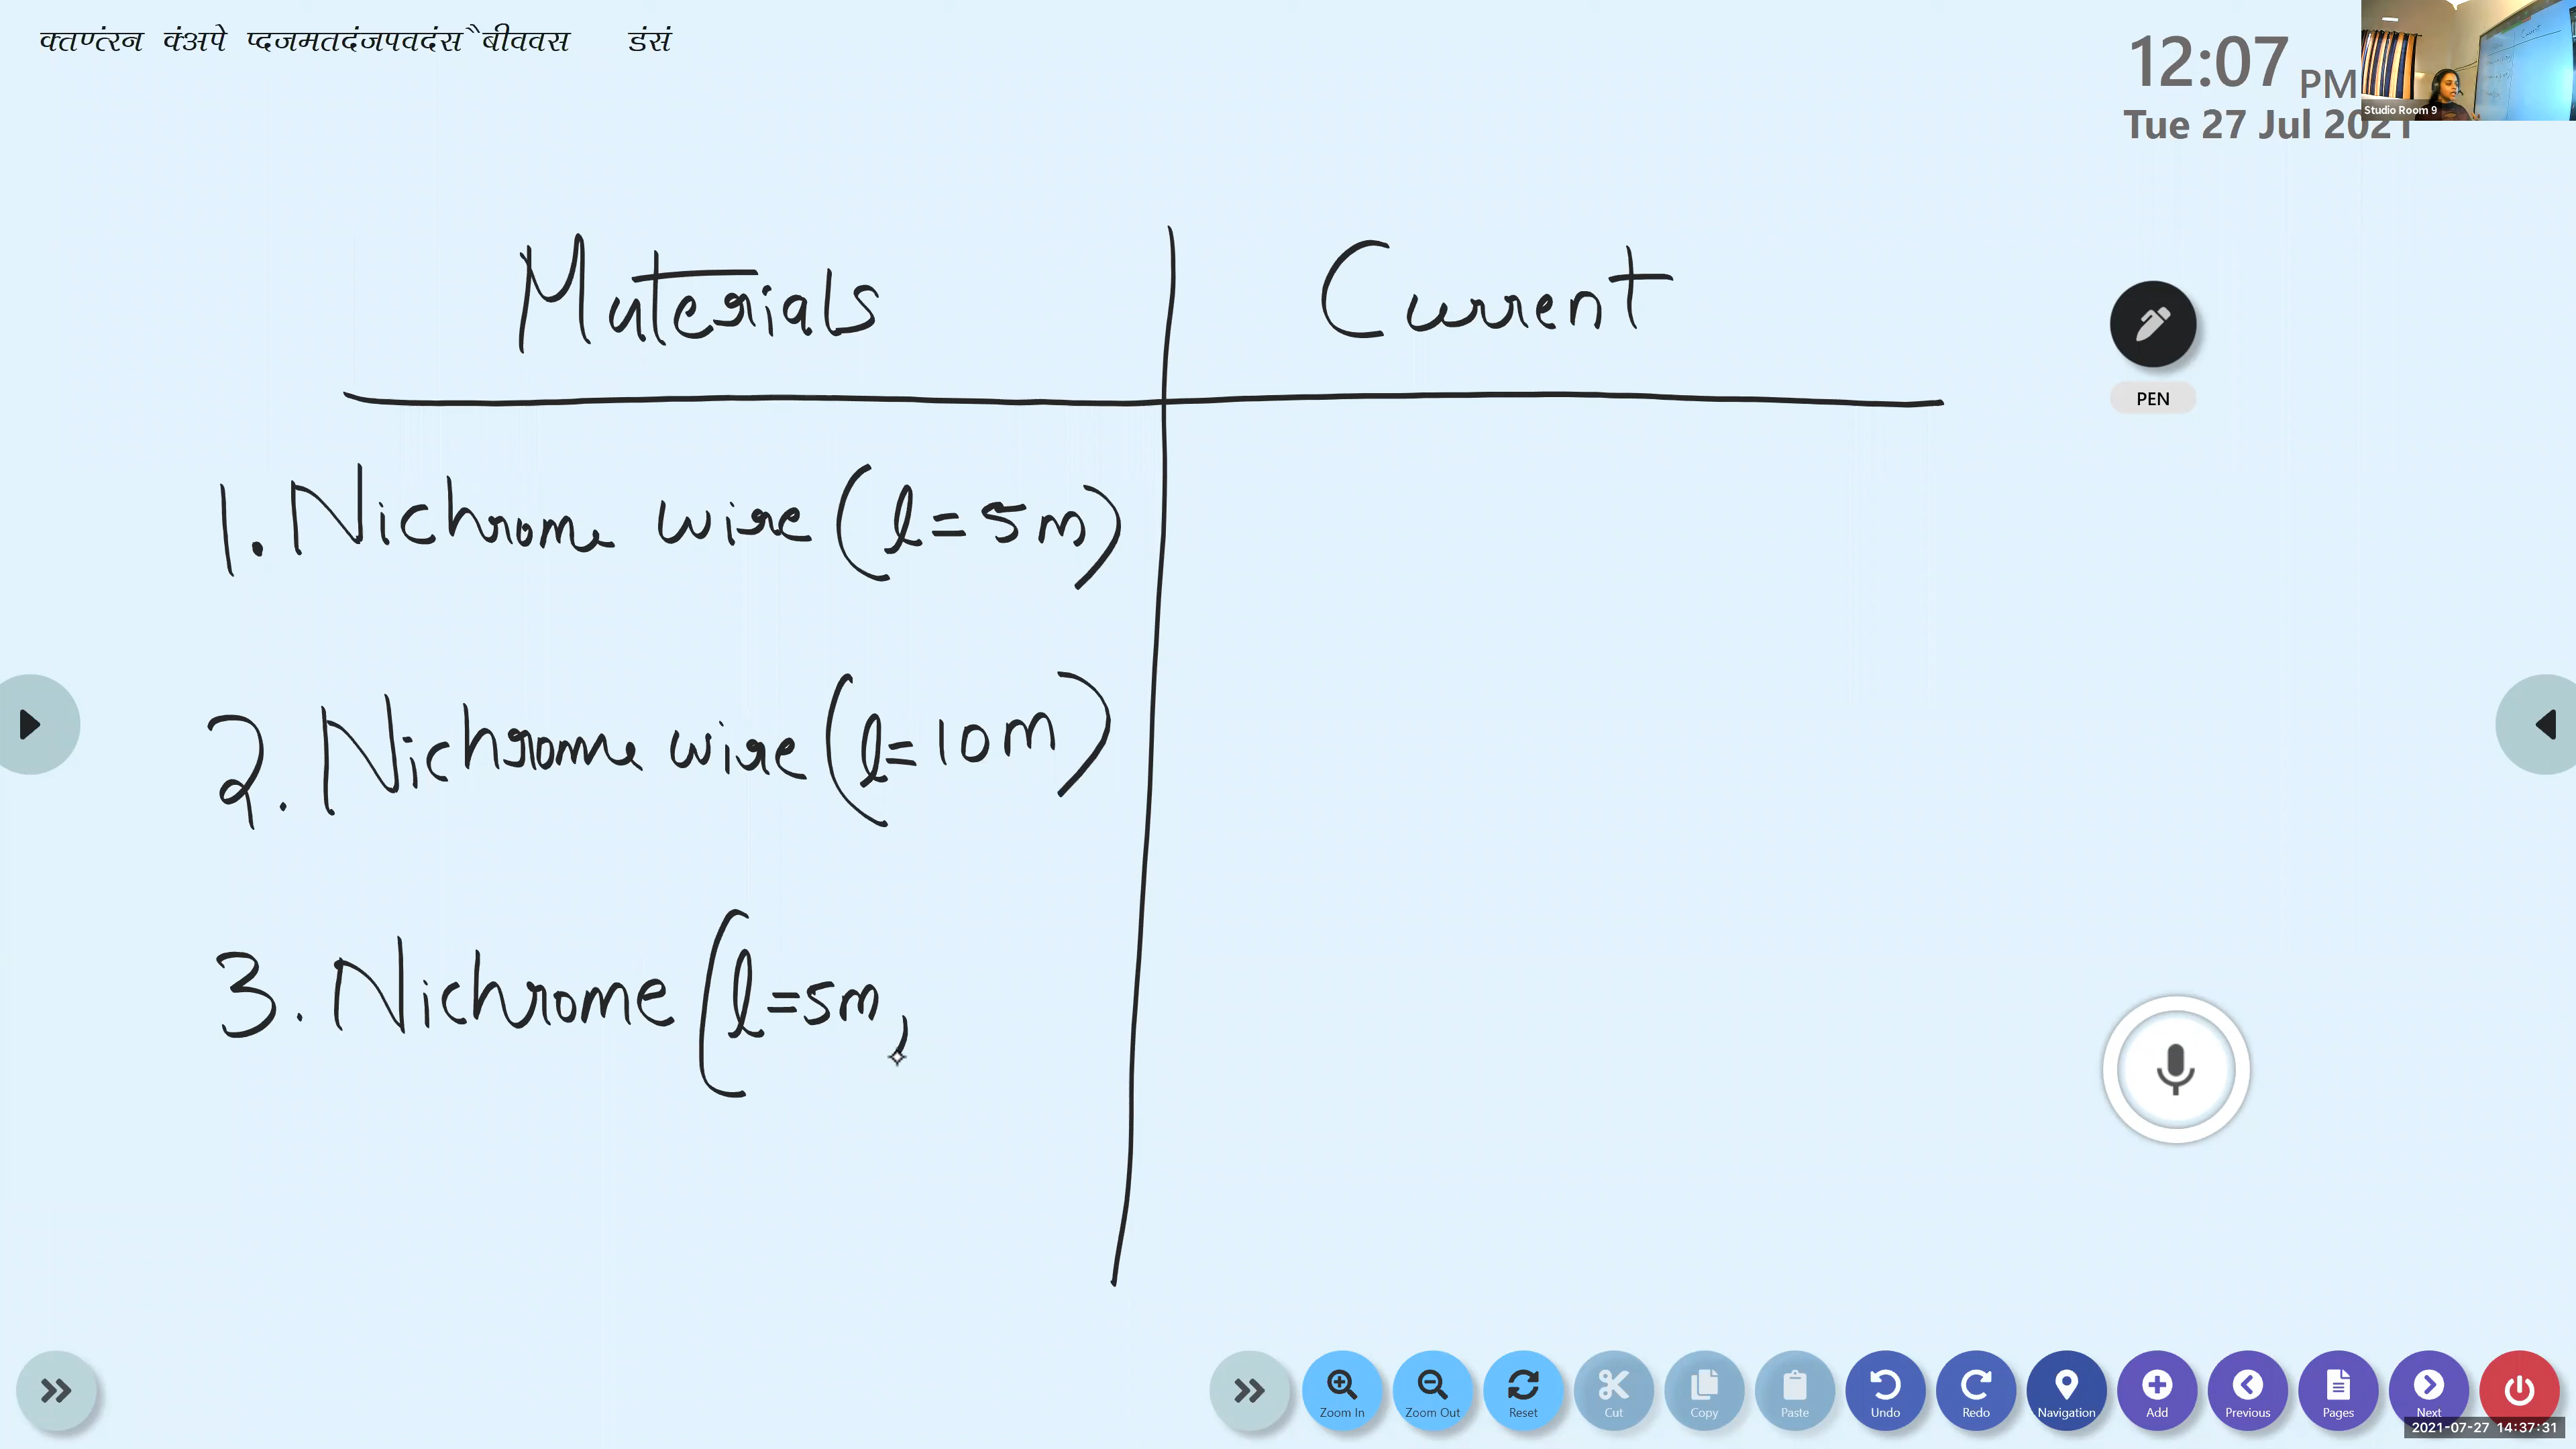 क्तण्त्ंरन क्ंअपे प्दजमतदंजपवदंस ैबीववस डंसं
12:07 PM
Studio Room 9
Tue 27 Jul 2021
Materials Current
PEN
1. Nichrome wire (l = 5 m)
2. Nichrome wire (l = 10 m)
3. Nichrome (l = 5m,
Zoom In Zoom Out Reset Cut Copy Paste Undo Redo Navigation Add Previous Pages Next
2021-07-27 14:37:31